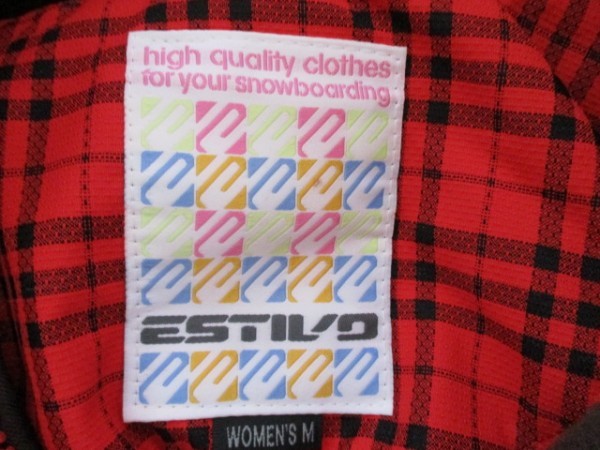 high quality clothes
for your snowboarding
ESTIVO
WOMEN'S M